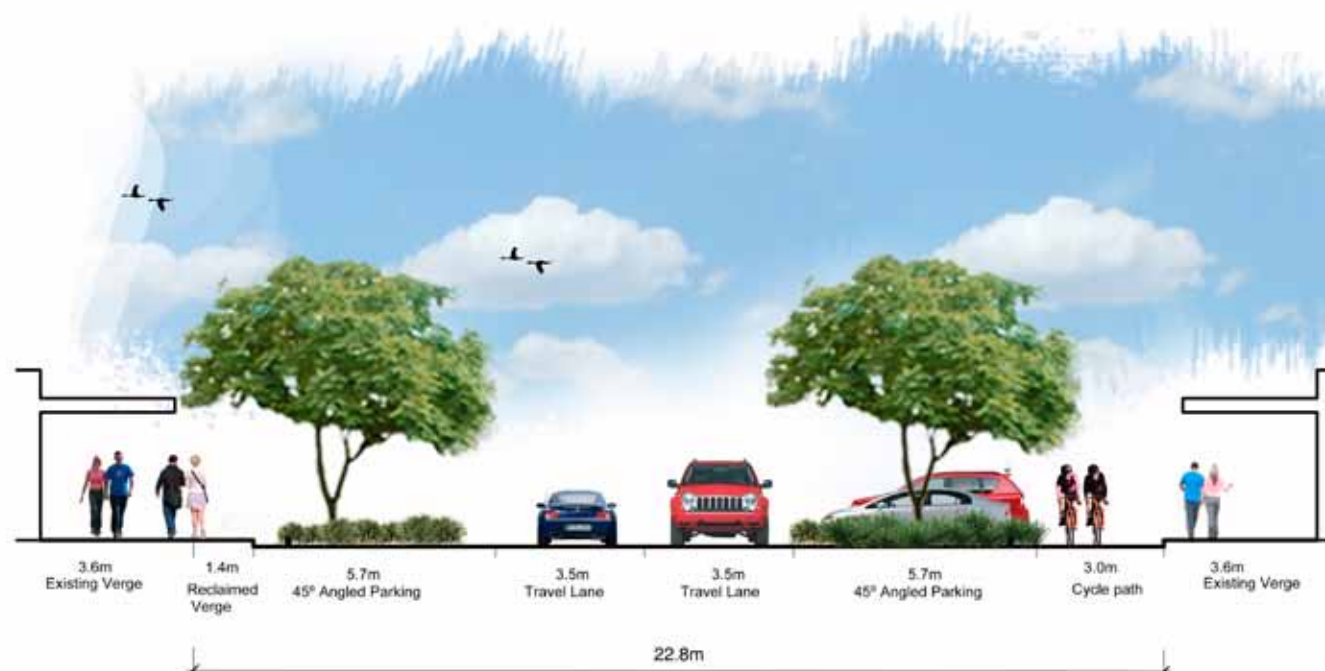 3.6m
Existing Verge
1.4m
Reclaimed
Verge
5.7m
45º Angled Parking
3.5m
Travel Lane
3.5m
Travel Lane
5.7m
45º Angled Parking
3.0m
Cycle path
3.6m
Existing Verge
22.8m